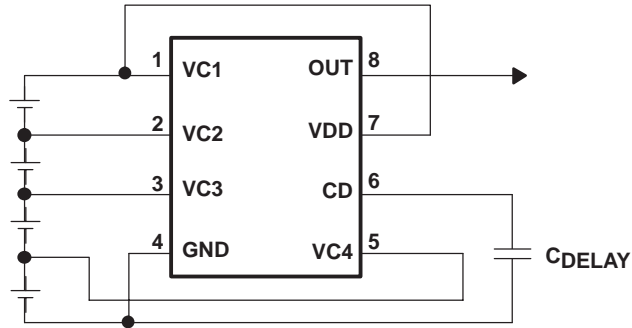 1 VC1 OUT 8
2 VC2 VDD 7
3 VC3 CD 6
4 GND VC4 5
CDELAY